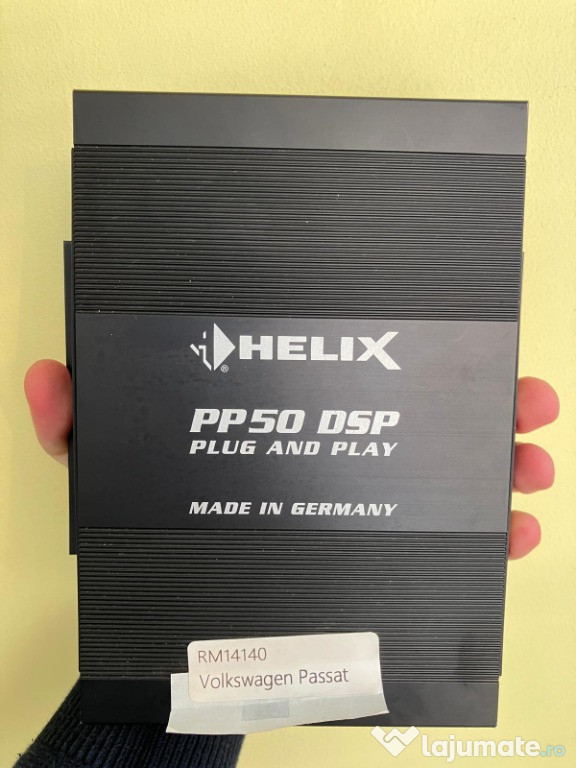 HELIX
®
PP50 DSP
PLUG AND PLAY
MADE IN GERMANY
RM14140
Volkswagen Passat
lajumate.ro